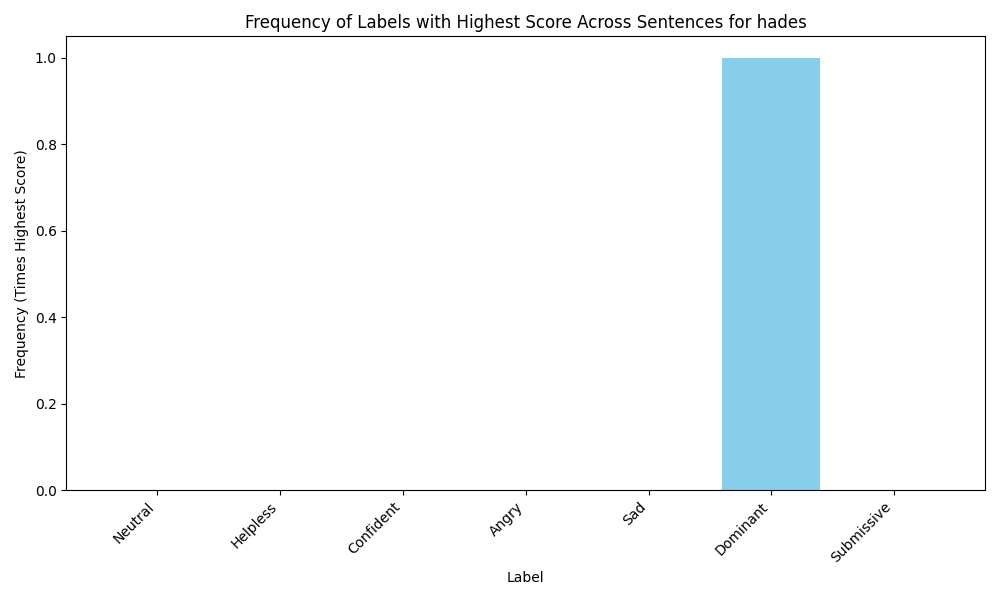 Frequency of Labels with Highest Score Across Sentences for hades
Frequency (Times Highest Score)
1.0
0.8
0.6
0.4
0.2
0.0
Neutral
Helpless
Confident
Angry
Sad
Dominant
Submissive
Label